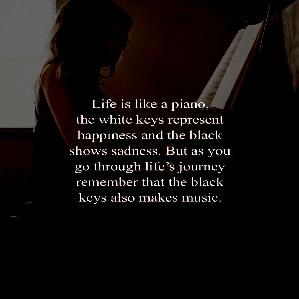 Life is like a piano,
the white keys represent
happiness and the black
shows sadness. But as you
go through life's journey
remember that the black
keys also makes music.